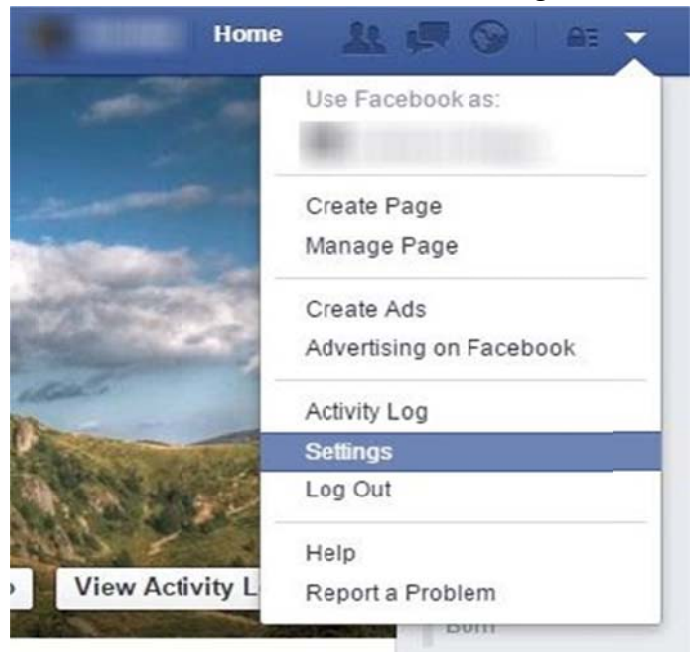 Home
Use Facebook as:
Create Page
Manage Page
Create Ads
Advertising on Facebook
Activity Log
Settings
Log Out
Help
Report a Problem
View Activity L